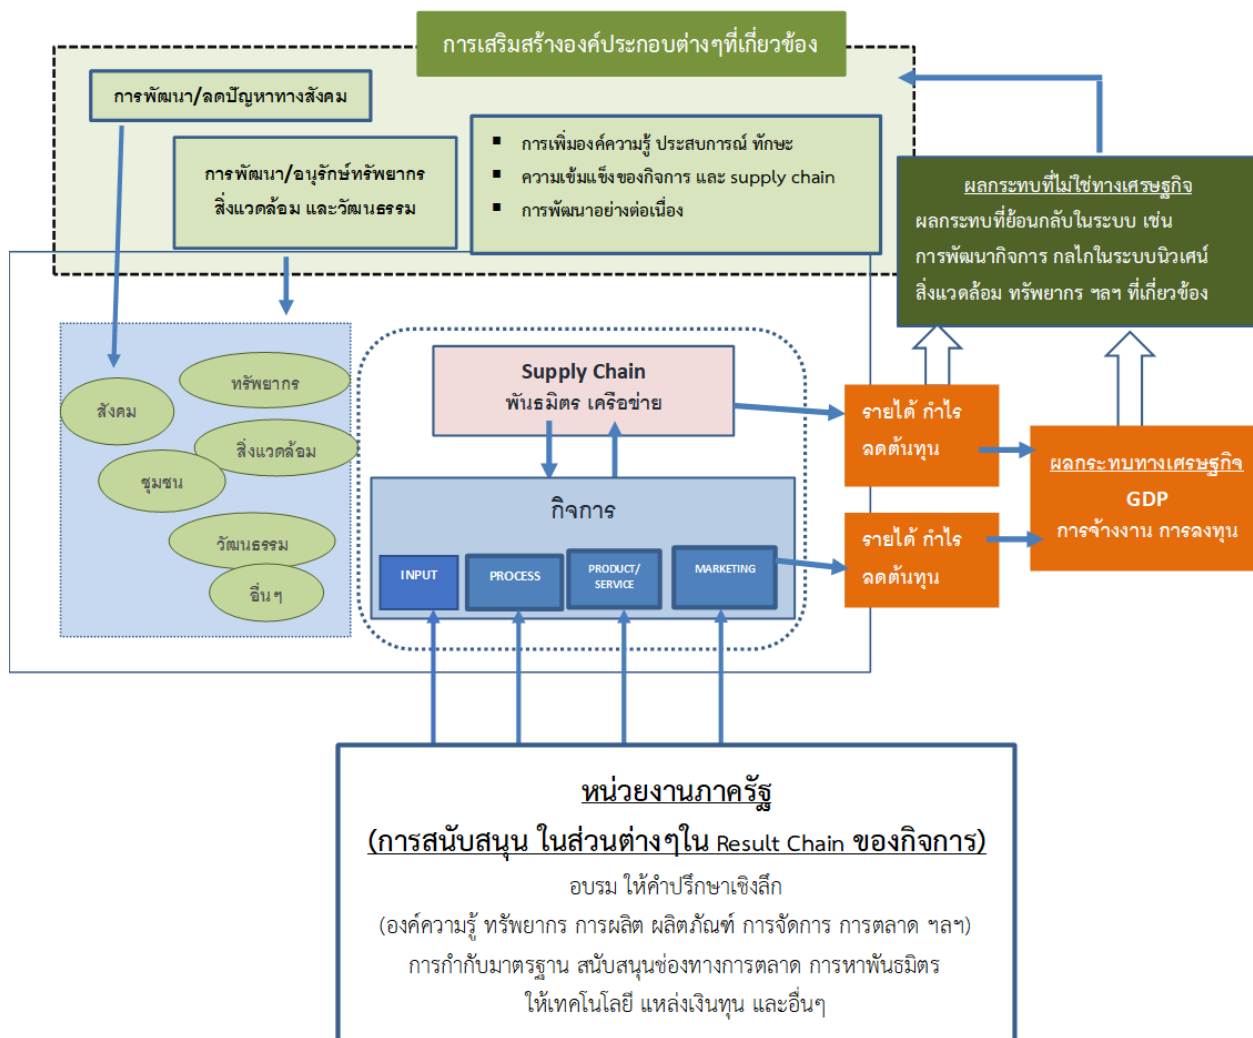 การเสริมสร้างองค์ประกอบต่างๆที่เกี่ยวข้อง
การพัฒนา/ลดปัญหาทางสังคม
การพัฒนา/อนุรักษ์ทรัพยากร
สิ่งแวดล้อม และวัฒนธรรม
▪ การเพิ่มองค์ความรู้ ประสบการณ์ ทักษะ
▪ ความเข้มแข็งของกิจการ และ supply chain
▪ การพัฒนาอย่างต่อเนื่อง
ผลกระทบที่ไม่ใช่ทางเศรษฐกิจ
ผลกระทบที่ย้อนกลับในระบบ เช่น
การพัฒนากิจการ กลไกในระบบนิเวศน์
สิ่งแวดล้อม ทรัพยากร ฯลฯ ที่เกี่ยวข้อง
ทรัพยากร
สังคม
สิ่งแวดล้อม
ชุมชน
วัฒนธรรม
อื่นๆ
Supply Chain
พันธมิตร เครือข่าย
กิจการ
INPUT
PROCESS
PRODUCT/
SERVICE
MARKETING
รายได้ กำไร
ลดต้นทุน
รายได้ กำไร
ลดต้นทุน
ผลกระทบทางเศรษฐกิจ
GDP
การจ้างงาน การลงทุน
หน่วยงานภาครัฐ
(การสนับสนุน ในส่วนต่างๆใน Result Chain ของกิจการ)
อบรม ให้คำปรึกษาเชิงลึก
(องค์ความรู้ ทรัพยากร การผลิต ผลิตภัณฑ์ การจัดการ การตลาด ฯลฯ)
การกำกับมาตรฐาน สนับสนุนช่องทางการตลาด การหาพันธมิตร
ให้เทคโนโลยี แหล่งเงินทุน และอื่นๆ